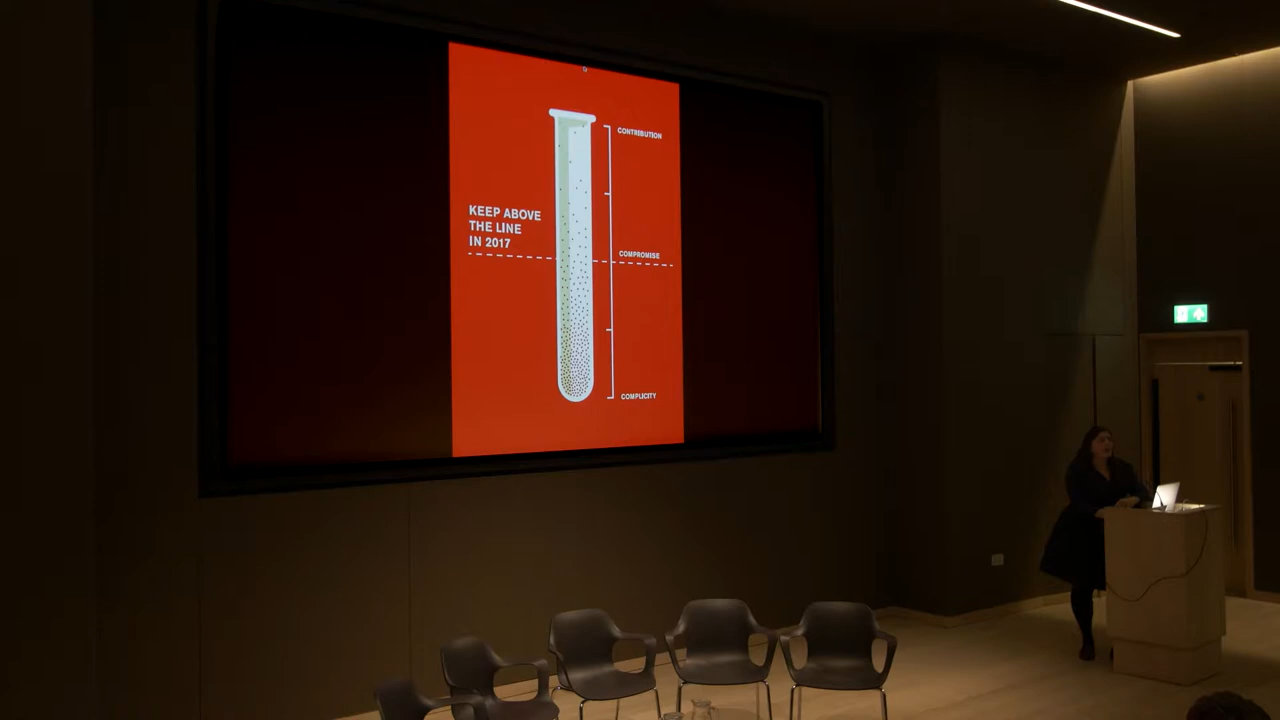 CONTRIBUTION
KEEP ABOVE
THE LINE
IN 2017
COMPROMISE
COMPLICITY